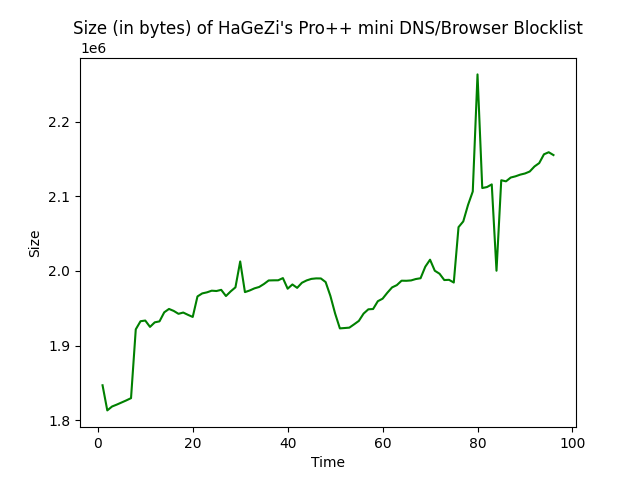 Size (in bytes) of HaGeZi's Pro++ mini DNS/Browser Blocklist
1e6
2.2
2.1
2.0
1.9
1.8
Size
0 20 40 60 80 100
Time